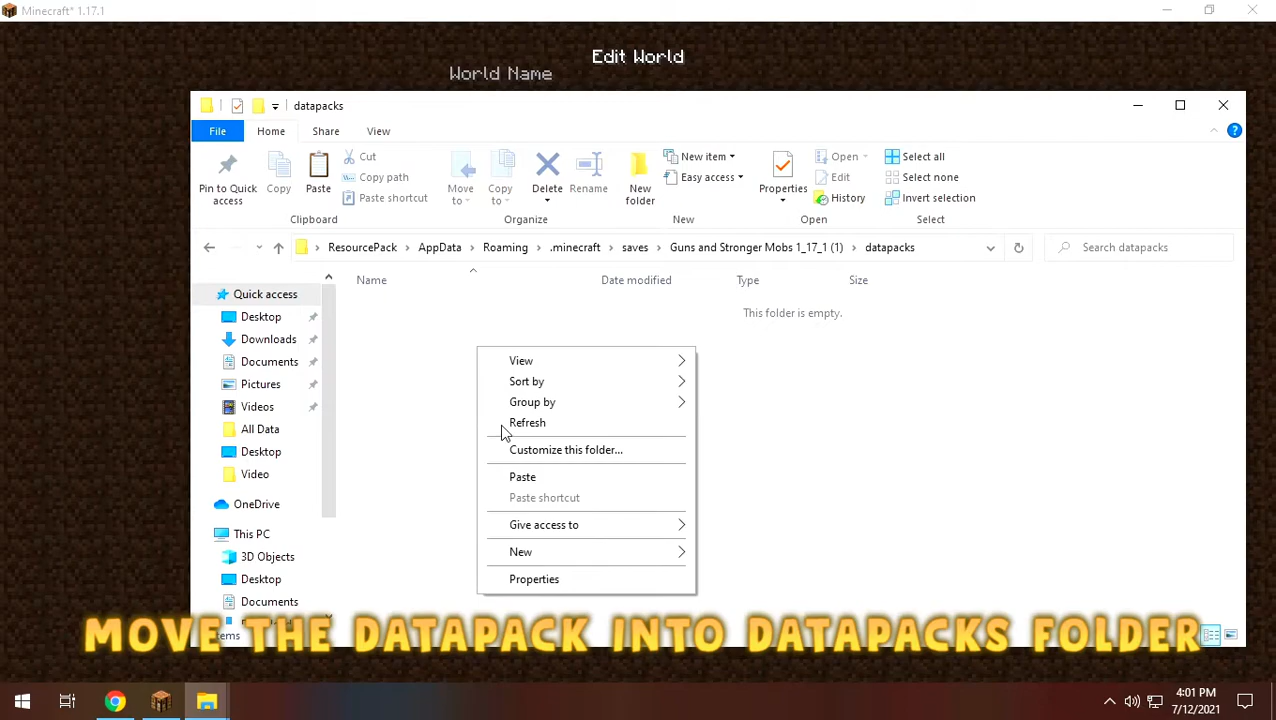 Minecraft* 1.17.1
Edit World
World Name
datapacks
File
Home
Share
View
Pin to Quick access
Copy
Paste
Cut
Copy path
Paste shortcut
Move to
Copy to
Delete
Rename
New folder
New item
Easy access
Properties
Open
Edit
History
Select all
Select none
Invert selection
Clipboard
Organize
New
Open
Select
ResourcePack > AppData > Roaming > .minecraft > saves > Guns and Stronger Mobs 1_17_1 (1) > datapacks
Search datapacks
Name
Date modified
Type
Size
This folder is empty.
Quick access
Desktop
Downloads
Documents
Pictures
Videos
All Data
Desktop
Video
OneDrive
This PC
3D Objects
Desktop
Documents
View
Sort by
Group by
Refresh
Customize this folder...
Paste
Paste shortcut
Give access to
New
Properties
items
MOVE THE DATAPACK INTO DATAPACKS FOLDER
4:01 PM
7/12/2021